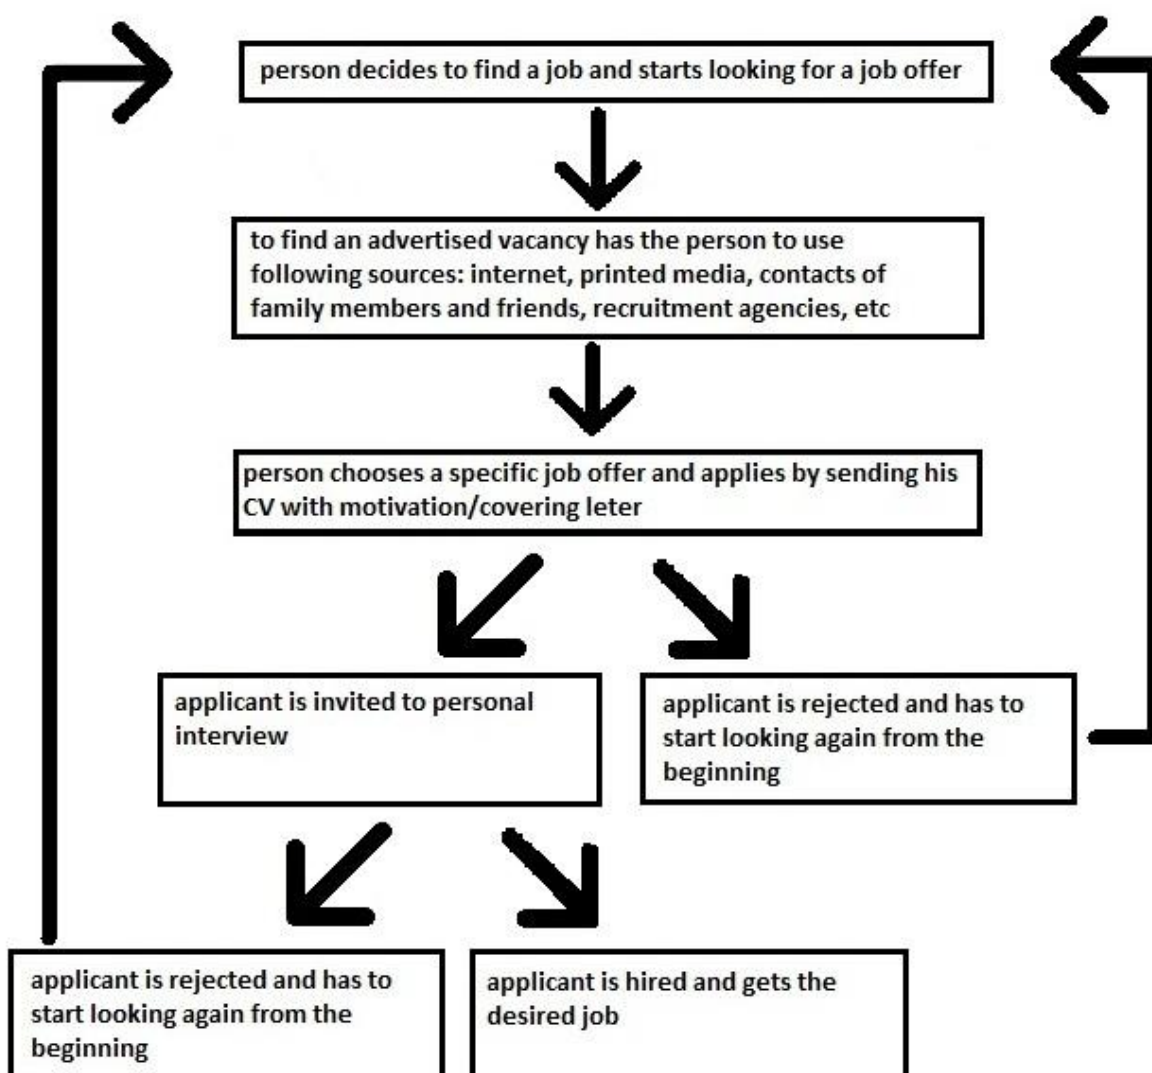 person decides to find a job and starts looking for a job offer
to find an advertised vacancy has the person to use
following sources: internet, printed media, contacts of
family members and friends, recruitment agencies, etc
person chooses a specific job offer and applies by sending his
CV with motivation/covering leter
applicant is invited to personal
interview
applicant is rejected and has to
start looking again from the
beginning
applicant is rejected and has to
start looking again from the
beginning
applicant is hired and gets the
desired job